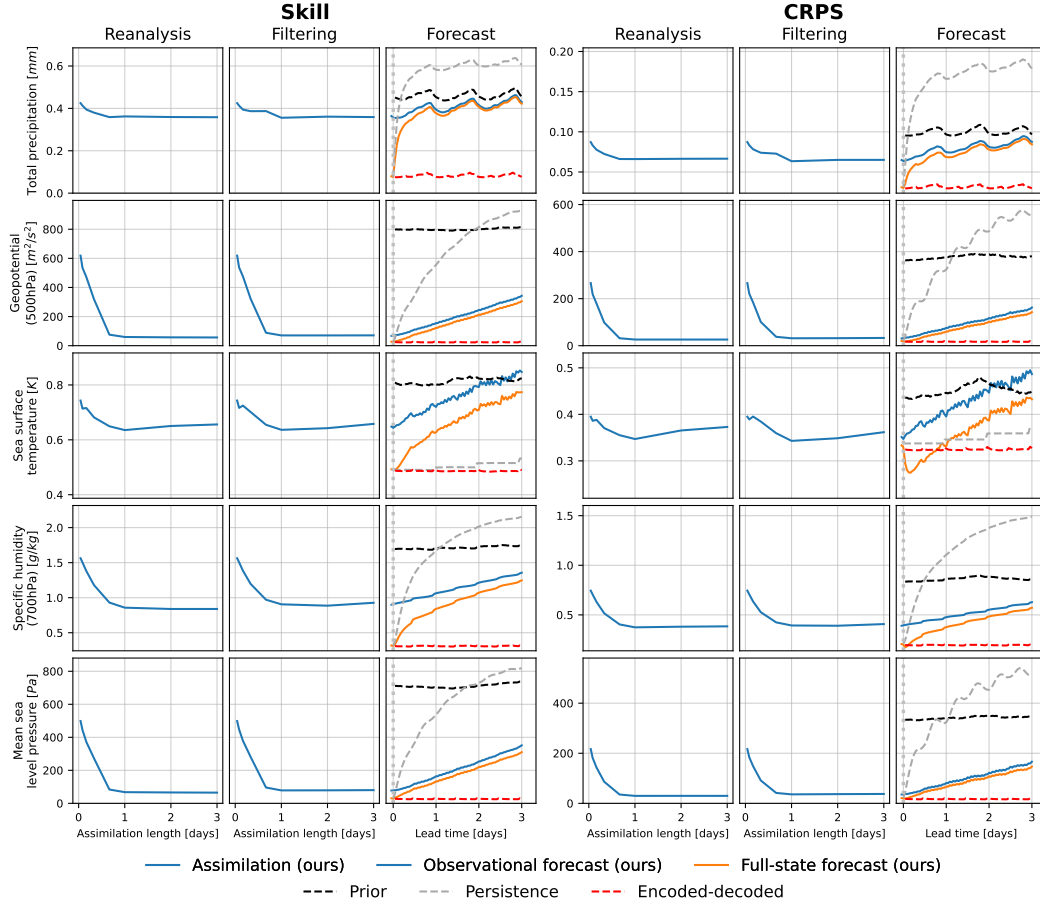 Skill
CRPS
Reanalysis
Filtering
Forecast
Reanalysis
Filtering
Forecast
Total precipitation [mm]
0.6
0.4
0.2
0.0
0.20
0.15
0.10
0.05
Geopotential
(500hPa) [m²/s²]
800
600
400
200
0
600
400
200
0
Sea surface
temperature [K]
0.8
0.6
0.4
0.5
0.4
0.3
Specific humidity
(700hPa) [g/kg]
2.0
1.5
1.0
0.5
1.5
1.0
0.5
Mean sea
level pressure [Pa]
800
600
400
200
0
400
200
0
0 1 2 3
0 1 2 3
0 1 2 3
0 1 2 3
0 1 2 3
0 1 2 3
Assimilation length [days]
Assimilation length [days]
Lead time [days]
Assimilation length [days]
Assimilation length [days]
Lead time [days]
Assimilation (ours)
Observational forecast (ours)
Full-state forecast (ours)
Prior
Persistence
Encoded-decoded